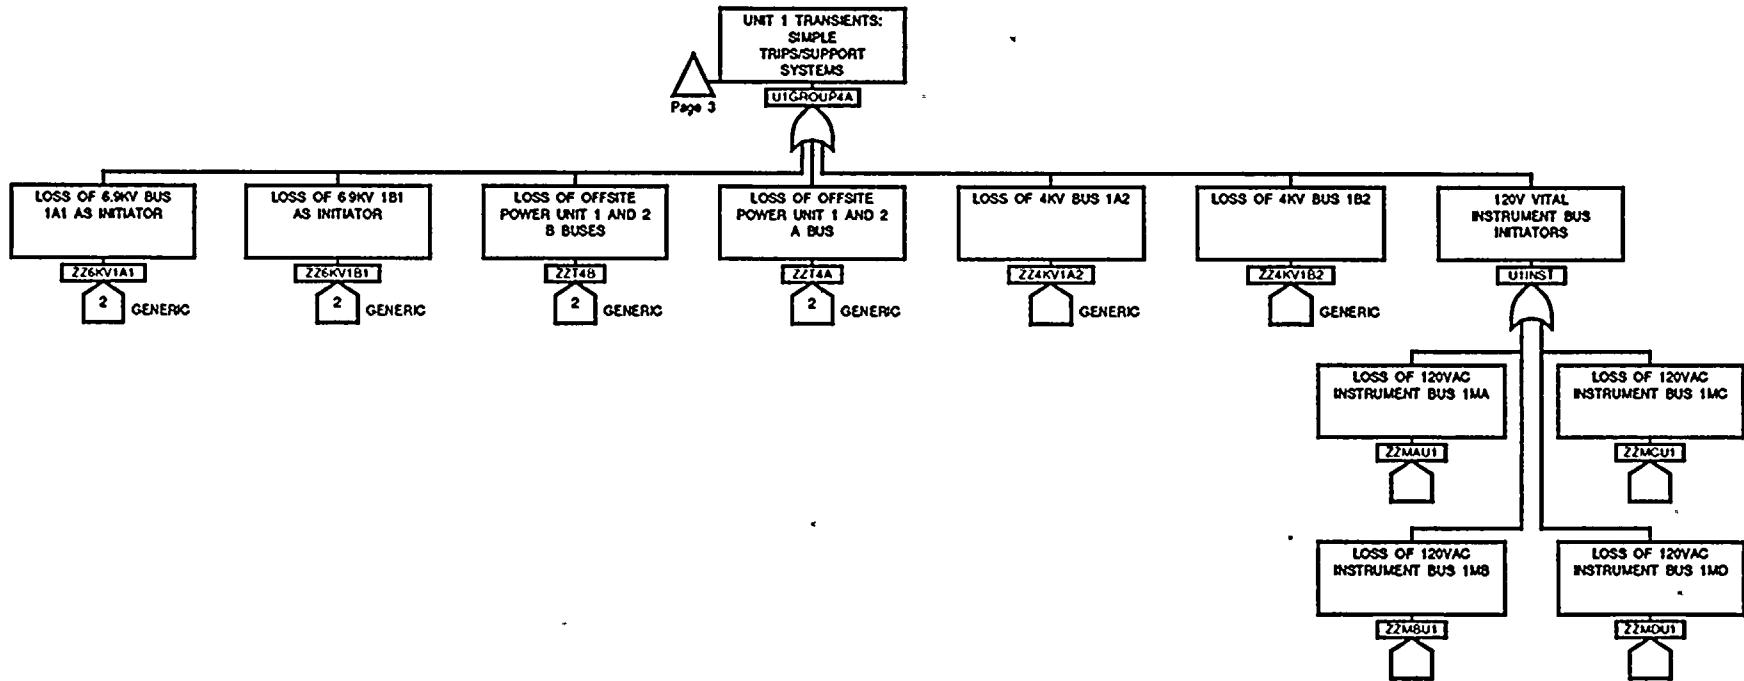 UNIT 1 TRANSIENTS:
SIMPLE
TRIPS/SUPPORT
SYSTEMS
Page 3
U1GROUP4A
LOSS OF 6.9KV BUS
1A1 AS INITIATOR
ZZ6KV1A1
2
GENERIC
LOSS OF 6.9KV 1B1
AS INITIATOR
ZZ6KV1B1
2
GENERIC
LOSS OF OFFSITE
POWER UNIT 1 AND 2
B BUSES
ZZT4B
2
GENERIC
LOSS OF OFFSITE
POWER UNIT 1 AND 2
A BUS
ZZT4A
2
GENERIC
LOSS OF 4KV BUS 1A2
ZZ4KV1A2
GENERIC
LOSS OF 4KV BUS 1B2
ZZ4KV1B2
GENERIC
120V VITAL
INSTRUMENT BUS
INITIATORS
U1INST
LOSS OF 120VAC
INSTRUMENT BUS 1MA
ZZMAU1
LOSS OF 120VAC
INSTRUMENT BUS 1MC
ZZMCU1
LOSS OF 120VAC
INSTRUMENT BUS 1MB
ZZMBU1
LOSS OF 120VAC
INSTRUMENT BUS 1MD
ZZMDU1